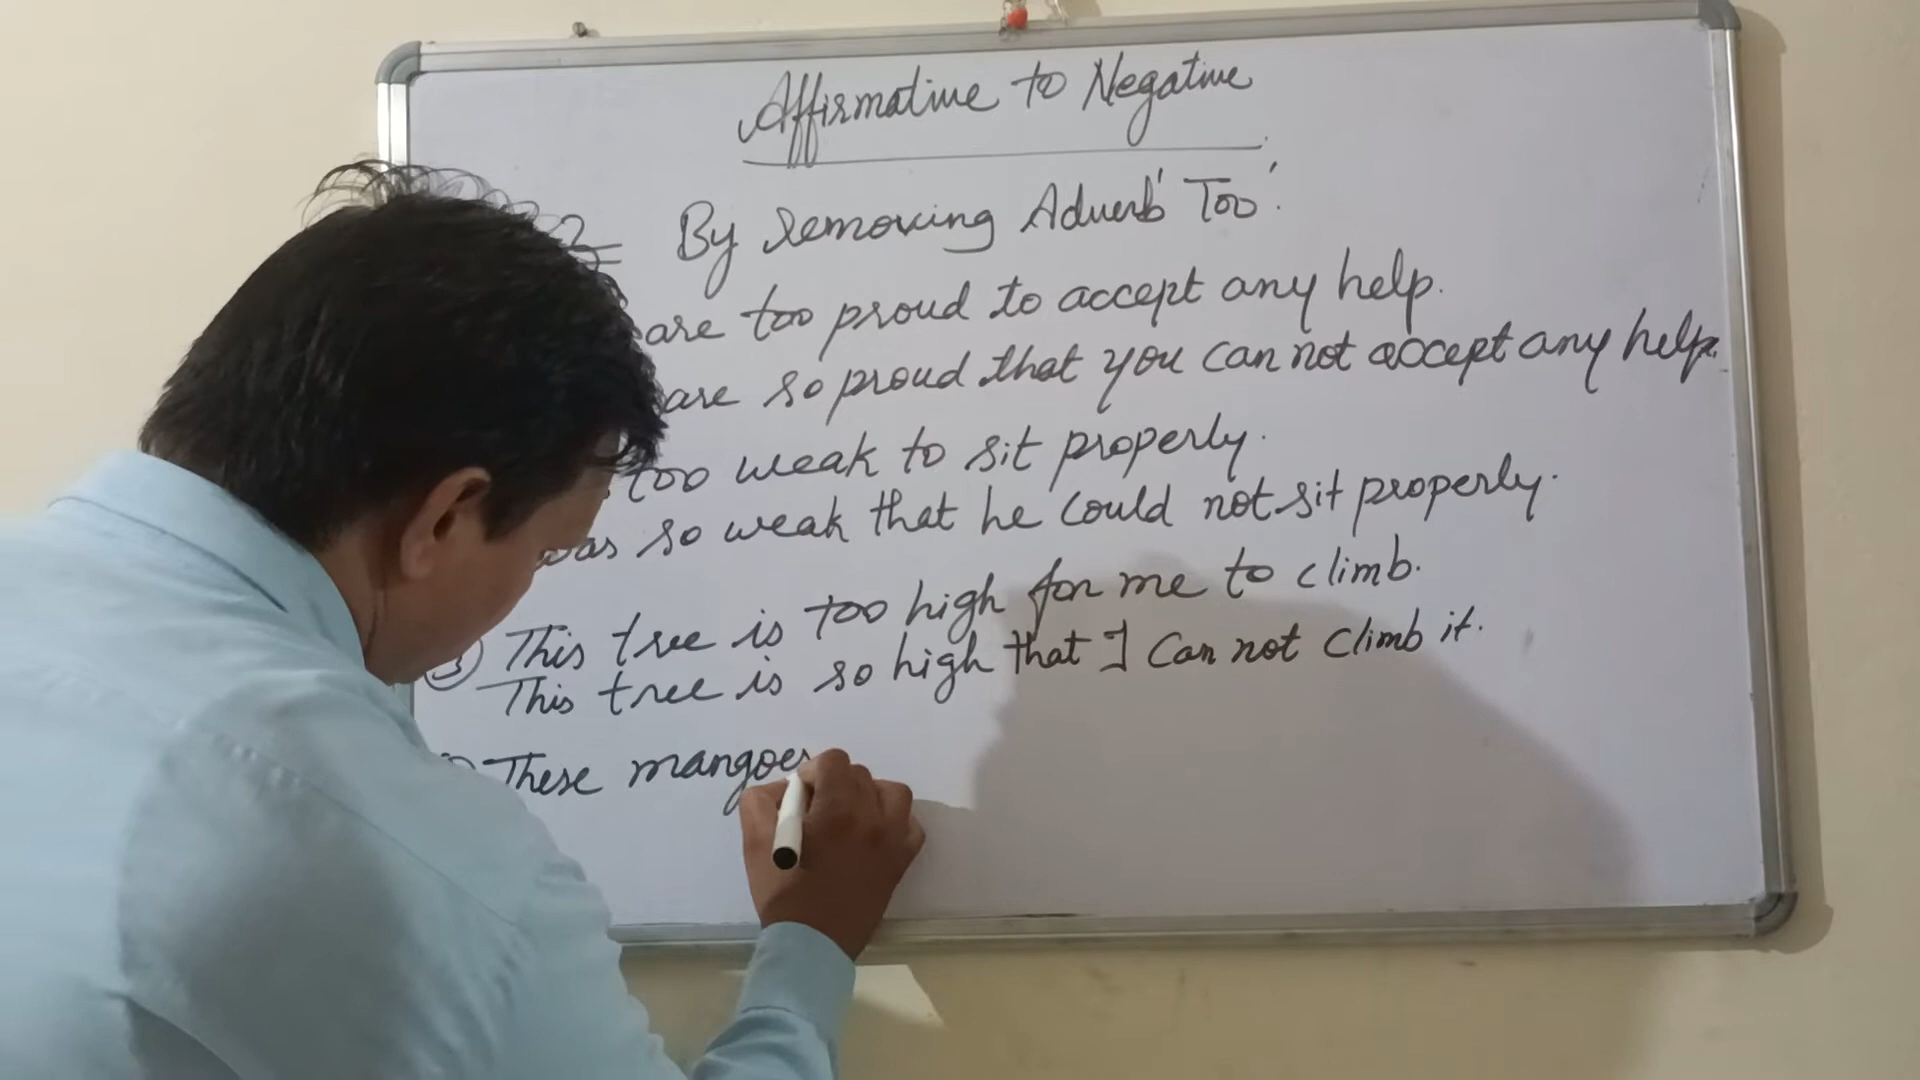 Affirmative to Negative
2 By removing Adverb 'Too'.
are too proud to accept any help.
are so proud that you can not accept any help.
too weak to sit properly.
was so weak that he could not sit properly.
3 This tree is too high for me to climb.
This tree is so high that I can not climb it.
These mangoes